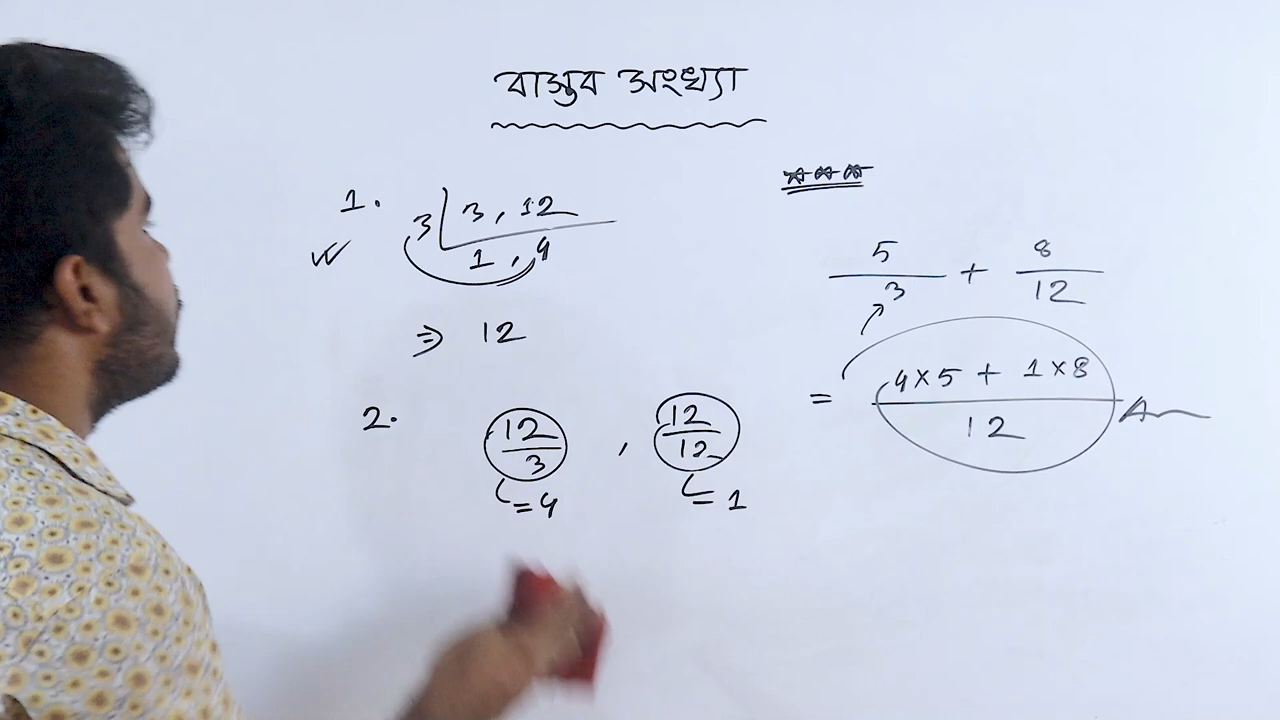 বাস্তব সংখ্যা
1.
3 | 3, 12
1, 4
⇒ 12
2.
12/3 , 12/12
= 4
= 1
***
5/3 + 8/12
= (4×5 + 1×8)/12